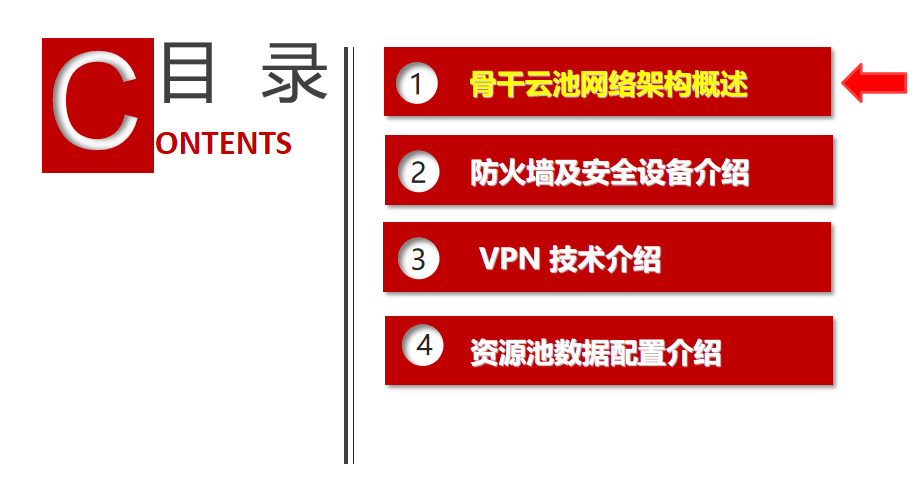 目 录
CONTENTS
1 骨干云池网络架构概述
2 防火墙及安全设备介绍
3 VPN 技术介绍
4 资源池数据配置介绍